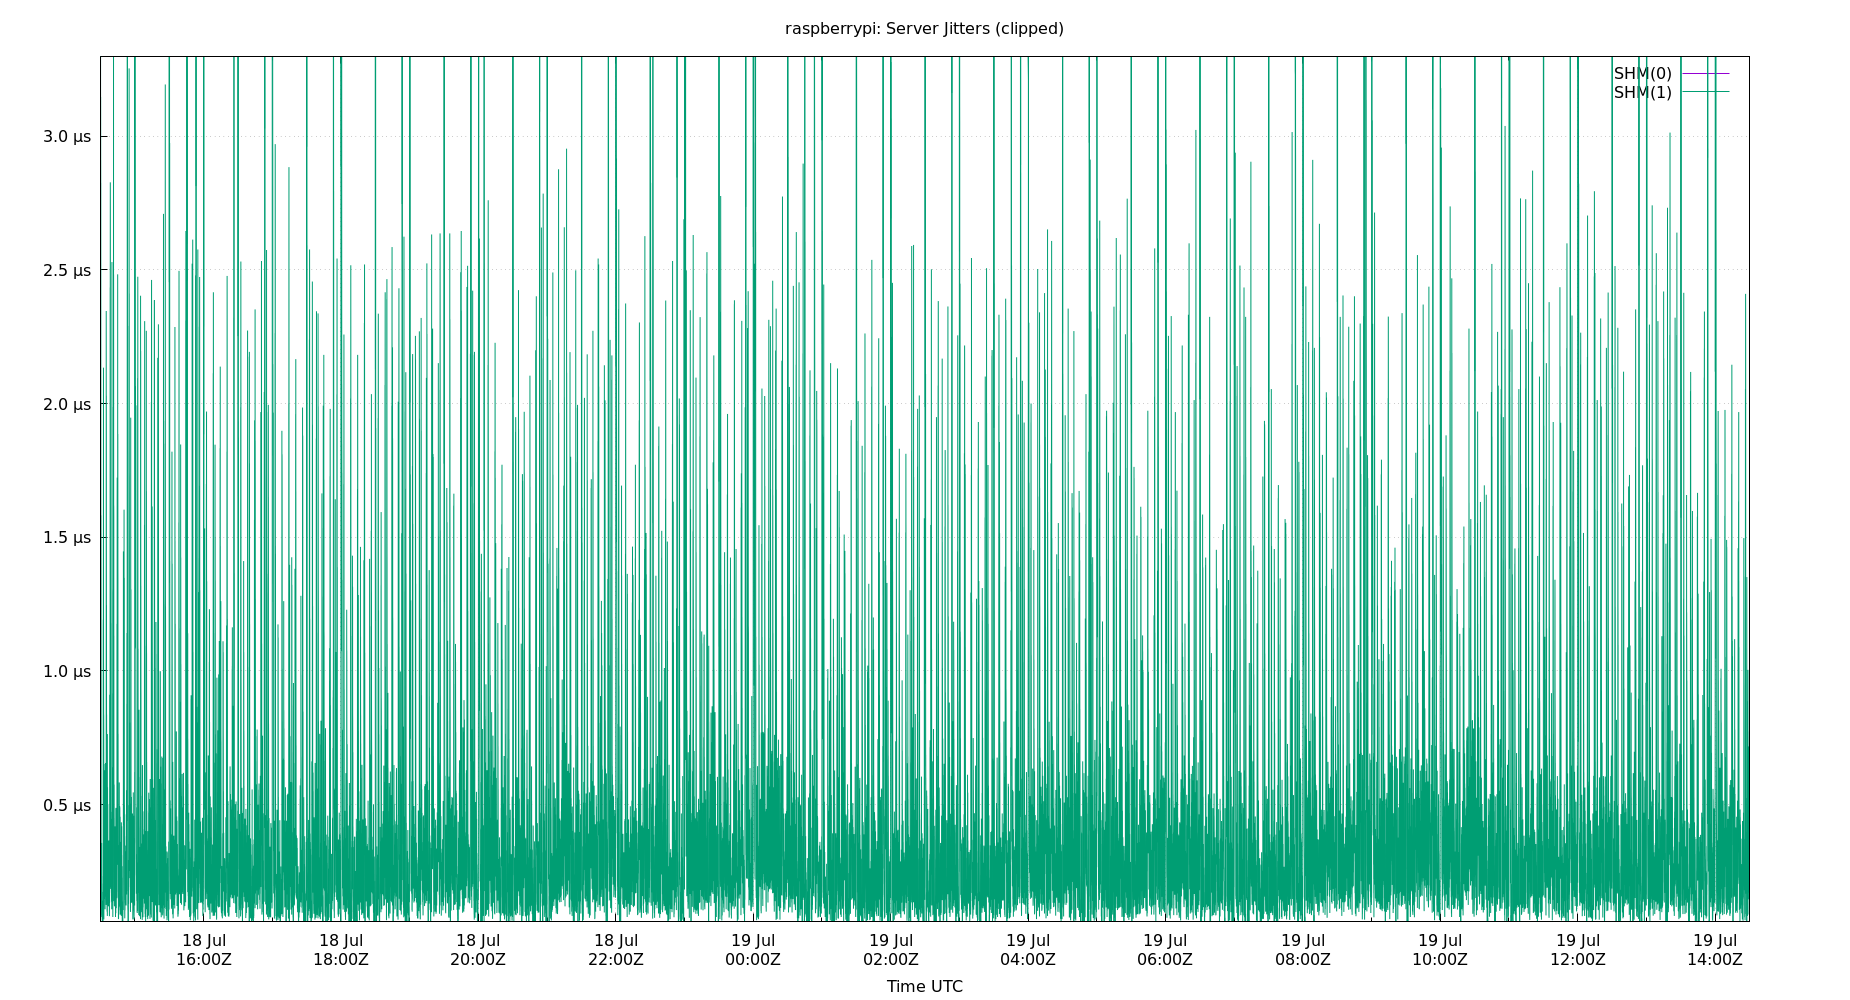 raspberrypi: Server Jitters (clipped)
SHM(0)
SHM(1)
3.0 µs
2.5 µs
2.0 µs
1.5 µs
1.0 µs
0.5 µs
18 Jul 18 Jul 18 Jul 18 Jul 19 Jul 19 Jul 19 Jul 19 Jul 19 Jul 19 Jul 19 Jul 19 Jul
16:00Z 18:00Z 20:00Z 22:00Z 00:00Z 02:00Z 04:00Z 06:00Z 08:00Z 10:00Z 12:00Z 14:00Z
Time UTC